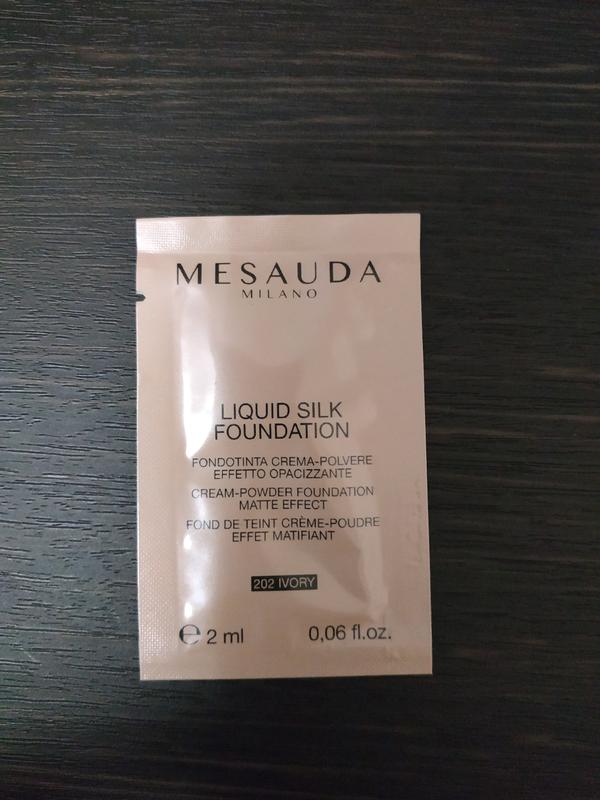 MESAUDA
MILANO
LIQUID SILK
FOUNDATION
FONDOTINTA CREMA-POLVERE
EFFETTO OPACIZZANTE
CREAM-POWDER FOUNDATION
MATTE EFFECT
FOND DE TEINT CRÈME-POUDRE
EFFET MATIFIANT
202 IVORY
℮ 2 ml 0,06 fl.oz.